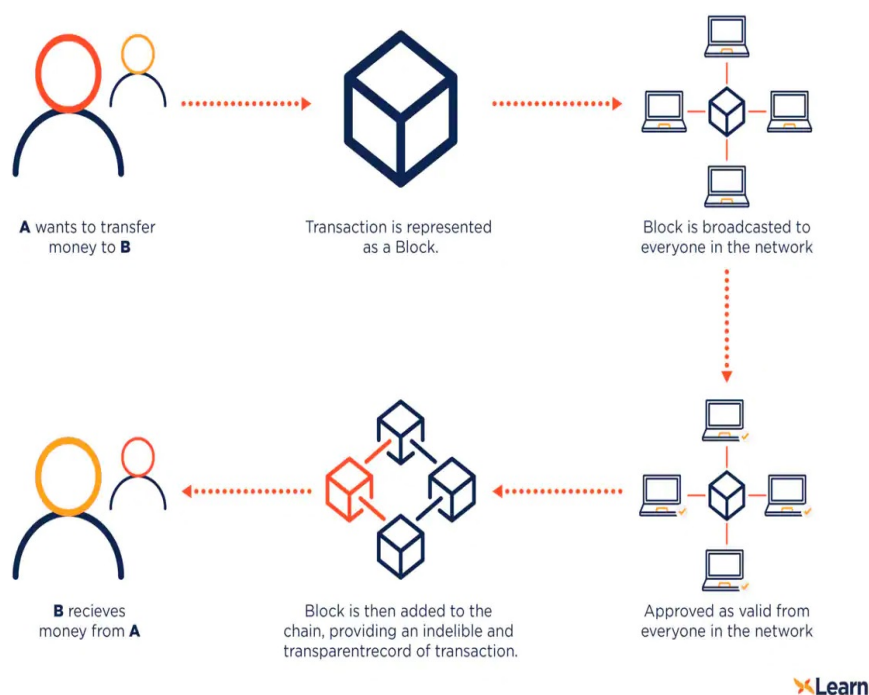 A wants to transfer
money to B
Transaction is represented
as a Block.
Block is broadcasted to
everyone in the network
B recieves
money from A
Block is then added to the
chain, providing an indelible and
transparentrecord of transaction.
Approved as valid from
everyone in the network
Learn